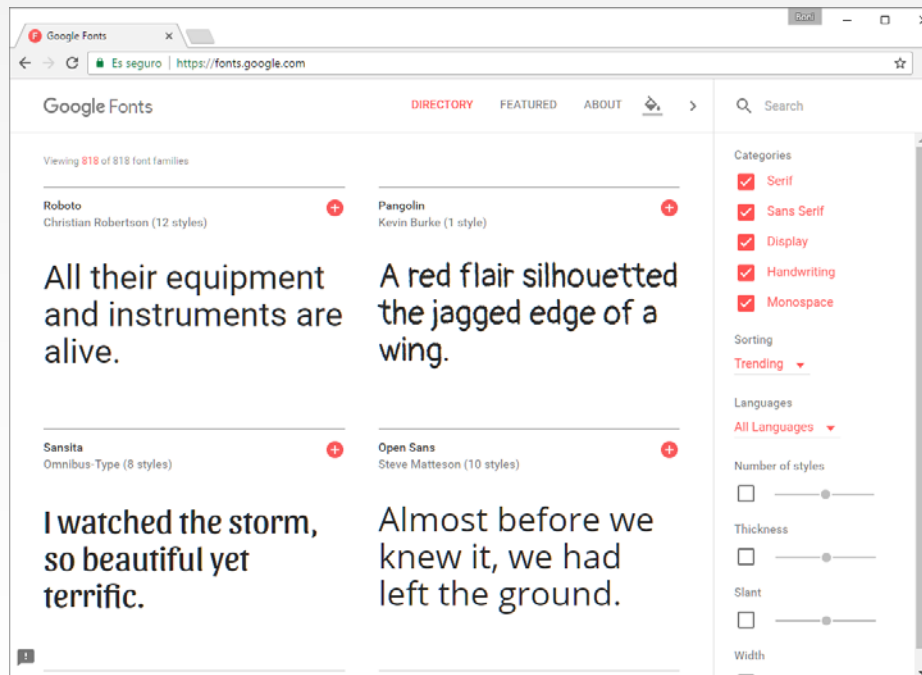 Google Fonts
Es seguro
https://fonts.google.com
Google Fonts
DIRECTORY
FEATURED
ABOUT
Search
Viewing 818 of 818 font families
Roboto
Christian Robertson (12 styles)
All their equipment
and instruments are
alive.
Pangolin
Kevin Burke (1 style)
A red flair silhouetted
the jagged edge of a
wing.
Sansita
Omnibus-Type (8 styles)
I watched the storm,
so beautiful yet
terrific.
Open Sans
Steve Matteson (10 styles)
Almost before we
knew it, we had
left the ground.
Categories
Serif
Sans Serif
Display
Handwriting
Monospace
Sorting
Trending
Languages
All Languages
Number of styles
Thickness
Slant
Width